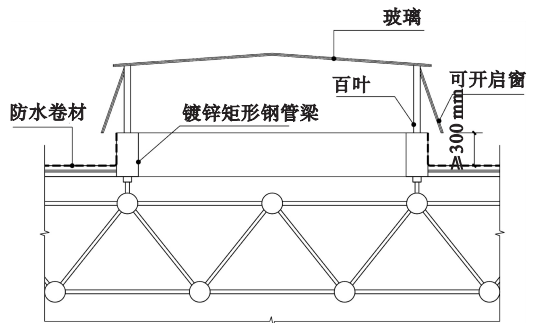 玻璃
百叶
可开启窗
防水卷材
镀锌矩形钢管梁
≥300 mm